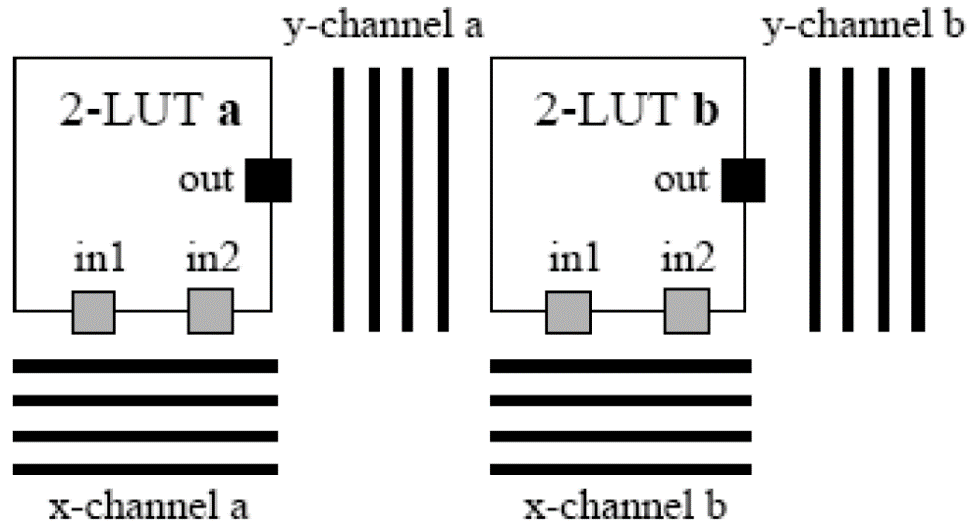 y-channel a
y-channel b
2-LUT a
2-LUT b
out
out
in1
in2
in1
in2
x-channel a
x-channel b